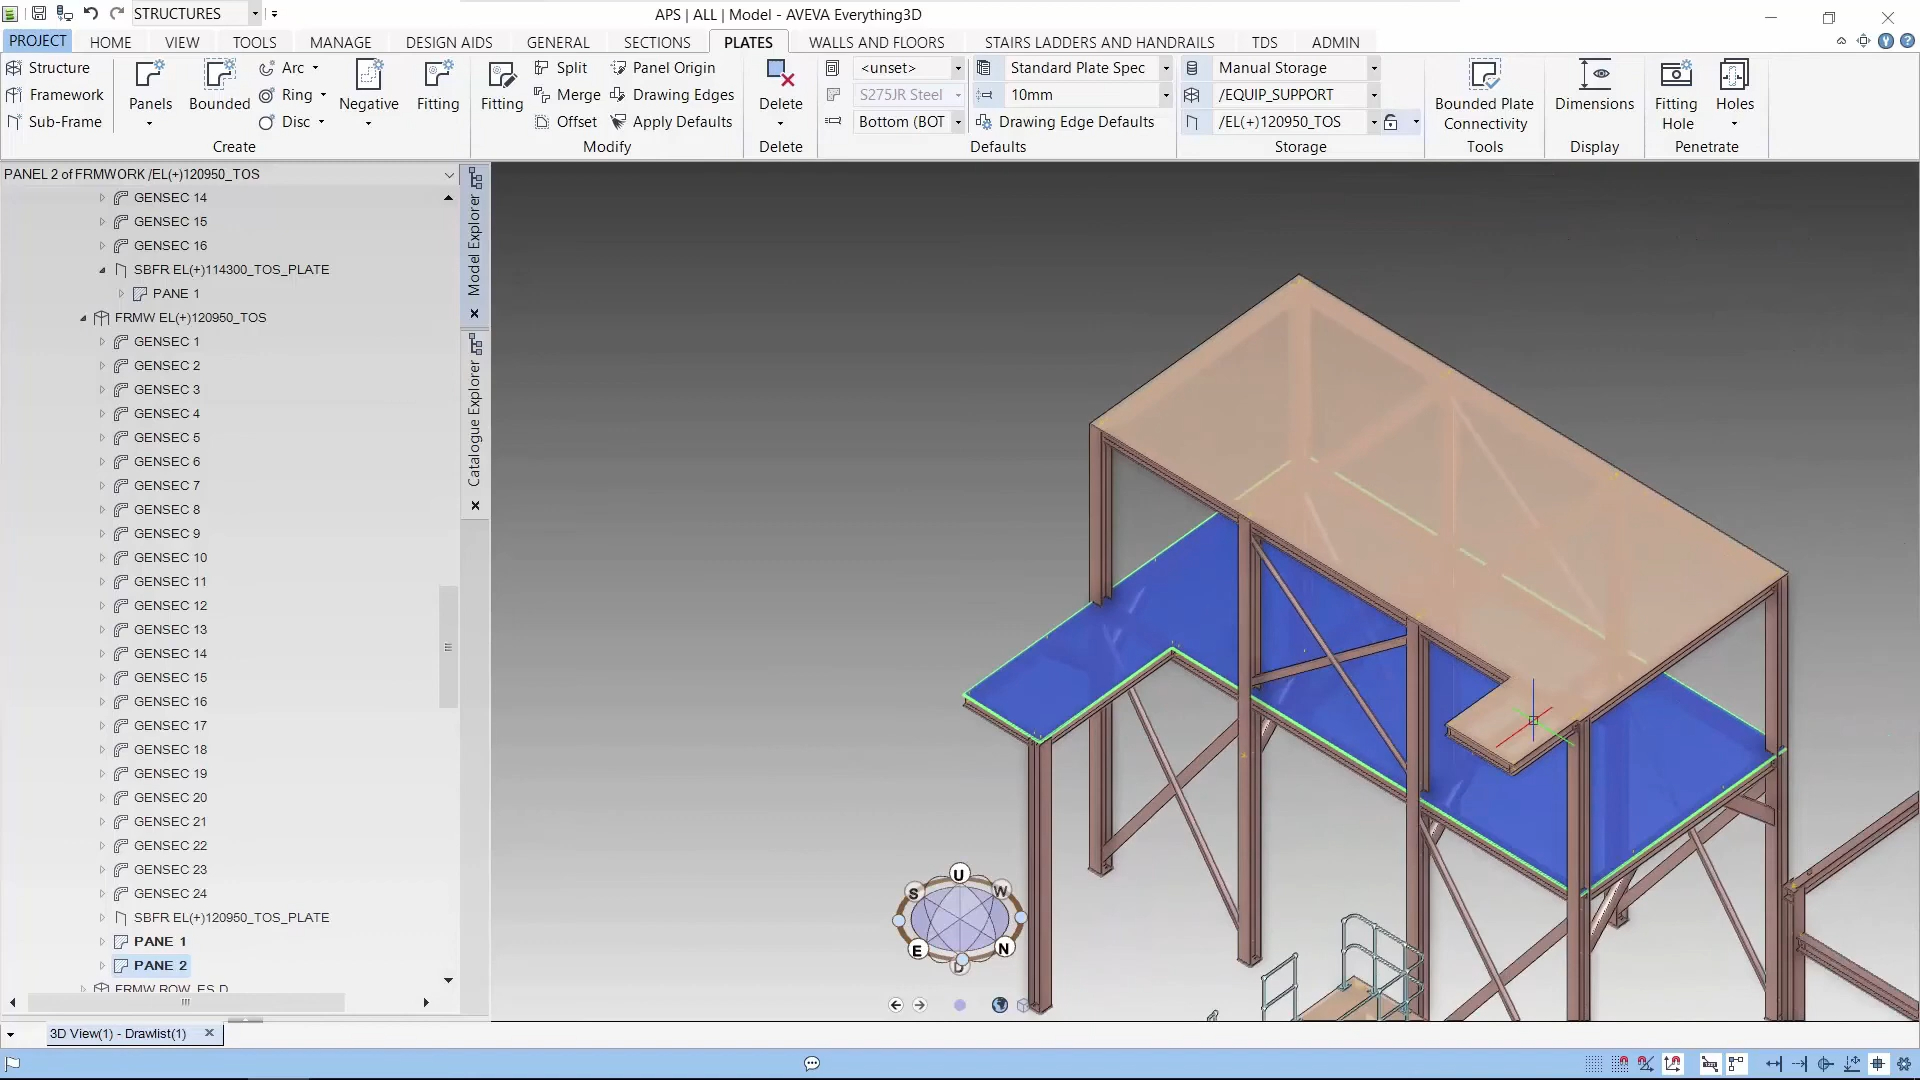 STRUCTURES
APS | ALL | Model - AVEVA Everything3D
PROJECT HOME VIEW TOOLS MANAGE DESIGN AIDS GENERAL SECTIONS PLATES WALLS AND FLOORS STAIRS LADDERS AND HANDRAILS TDS ADMIN
Structure
Framework
Sub-Frame
Panels
Bounded
Arc
Ring
Disc
Negative
Fitting
Create
Fitting
Split
Merge
Offset
Panel Origin
Drawing Edges
Apply Defaults
Modify
Delete
Delete
<unset>
S275JR Steel
Bottom (BOT
Standard Plate Spec
10mm
Drawing Edge Defaults
Defaults
Manual Storage
/EQUIP_SUPPORT
/EL(+)120950_TOS
Storage
Bounded Plate
Connectivity
Tools
Dimensions
Display
Fitting
Hole
Holes
Penetrate
PANEL 2 of FRMWORK /EL(+)120950_TOS
GENSEC 14
GENSEC 15
GENSEC 16
SBFR EL(+)114300_TOS_PLATE
PANE 1
FRMW EL(+)120950_TOS
GENSEC 1
GENSEC 2
GENSEC 3
GENSEC 4
GENSEC 5
GENSEC 6
GENSEC 7
GENSEC 8
GENSEC 9
GENSEC 10
GENSEC 11
GENSEC 12
GENSEC 13
GENSEC 14
GENSEC 15
GENSEC 16
GENSEC 17
GENSEC 18
GENSEC 19
GENSEC 20
GENSEC 21
GENSEC 22
GENSEC 23
GENSEC 24
SBFR EL(+)120950_TOS_PLATE
PANE 1
PANE 2
FRMW ROW_ES_D
Model Explorer
Catalogue Explorer
U
S
W
E
N
D
3D View(1) - Drawlist(1)